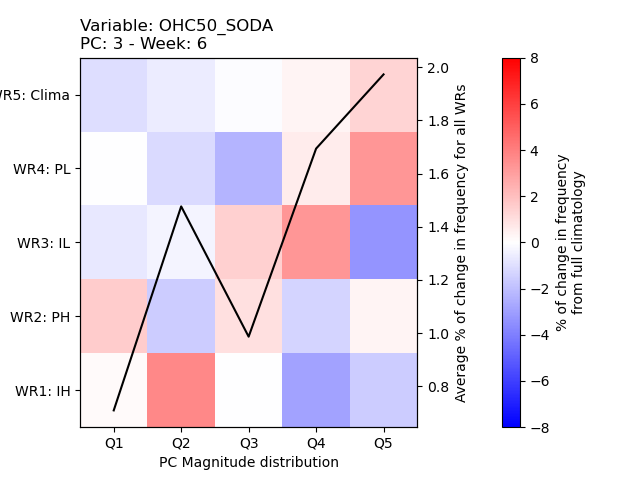 Variable: OHC50_SODA
PC: 3 - Week: 6
WR5: Clima
WR4: PL
WR3: IL
WR2: PH
WR1: IH
Q1 Q2 Q3 Q4 Q5
PC Magnitude distribution
2.0
1.8
1.6
1.4
1.2
1.0
0.8
Average % of change in frequency for all WRs
8
6
4
2
0
−2
−4
−6
−8
% of change in frequency
from full climatology